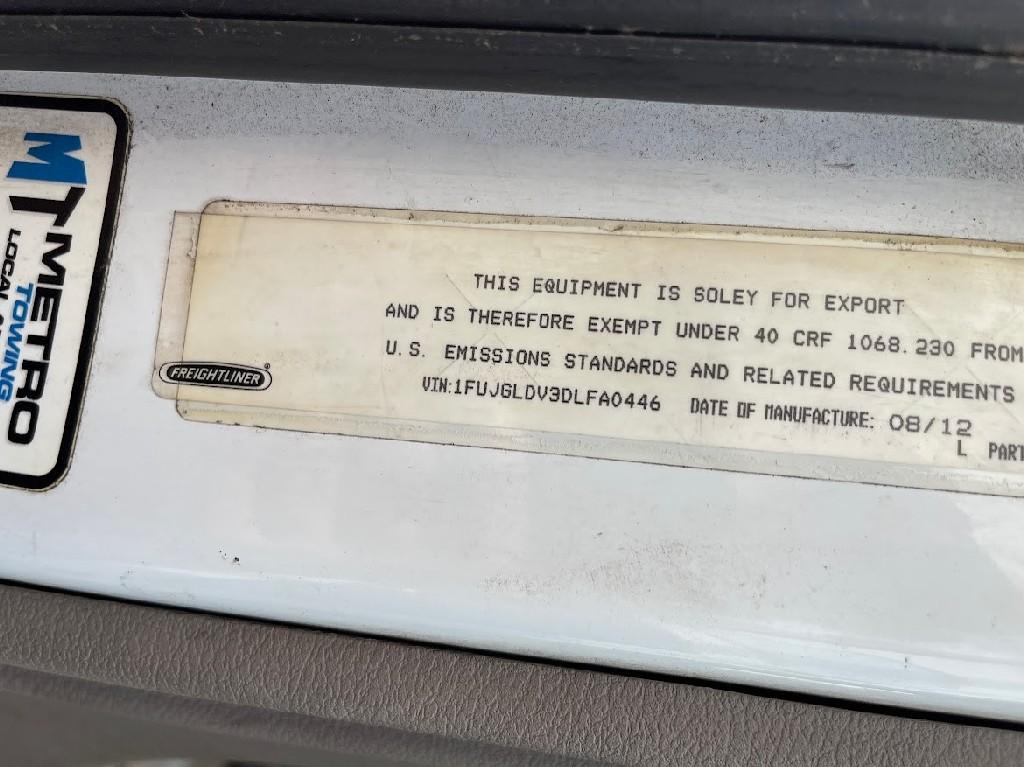 MT METRO
TOWING
LOCAL
FREIGHTLINER
THIS EQUIPMENT IS SOLEY FOR EXPORT
AND IS THEREFORE EXEMPT UNDER 40 CRF 1068.230 FROM
U.S. EMISSIONS STANDARDS AND RELATED REQUIREMENTS
VIN:1FUJGLDV3DLFA0446 DATE OF MANUFACTURE: 08/12
L PART